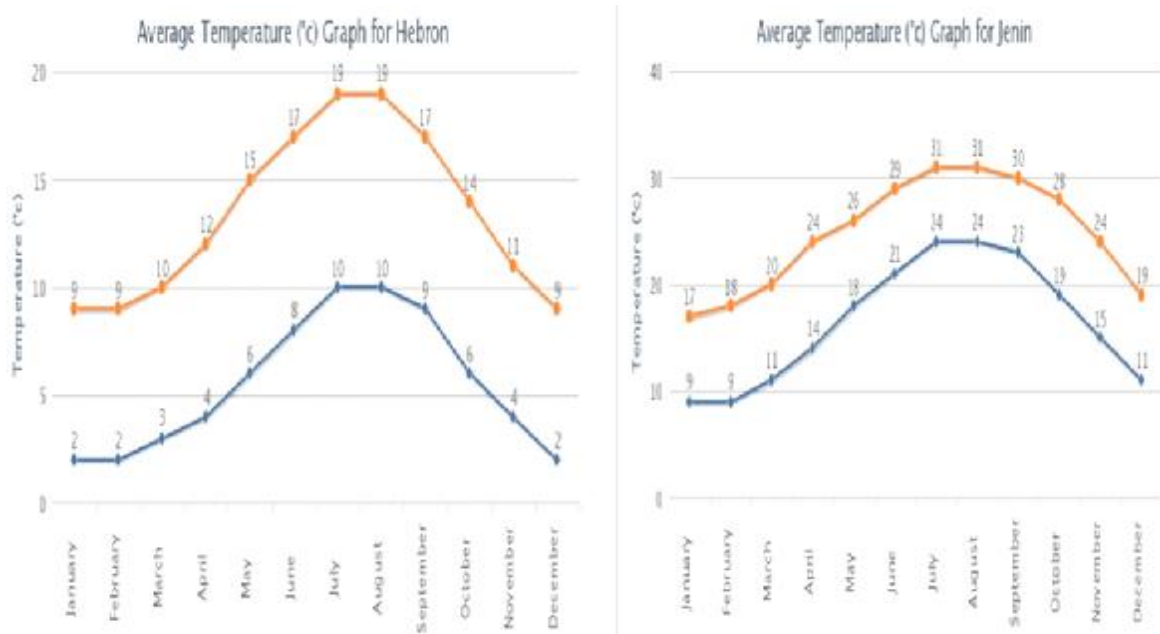 Average Temperature (°c) Graph for Hebron
Temperature (°c)
20
15
10
5
0
9
9
10
12
15
17
19
19
17
14
11
9
2
2
3
4
6
8
10
10
9
6
4
2
January
February
March
April
May
June
July
August
September
October
November
December
Average Temperature (°c) Graph for Jenin
Temperature (°c)
40
30
20
10
0
17
18
20
24
26
29
31
31
30
28
24
19
9
9
11
14
18
21
24
24
23
19
15
11
January
February
March
April
May
June
July
August
September
October
November
December